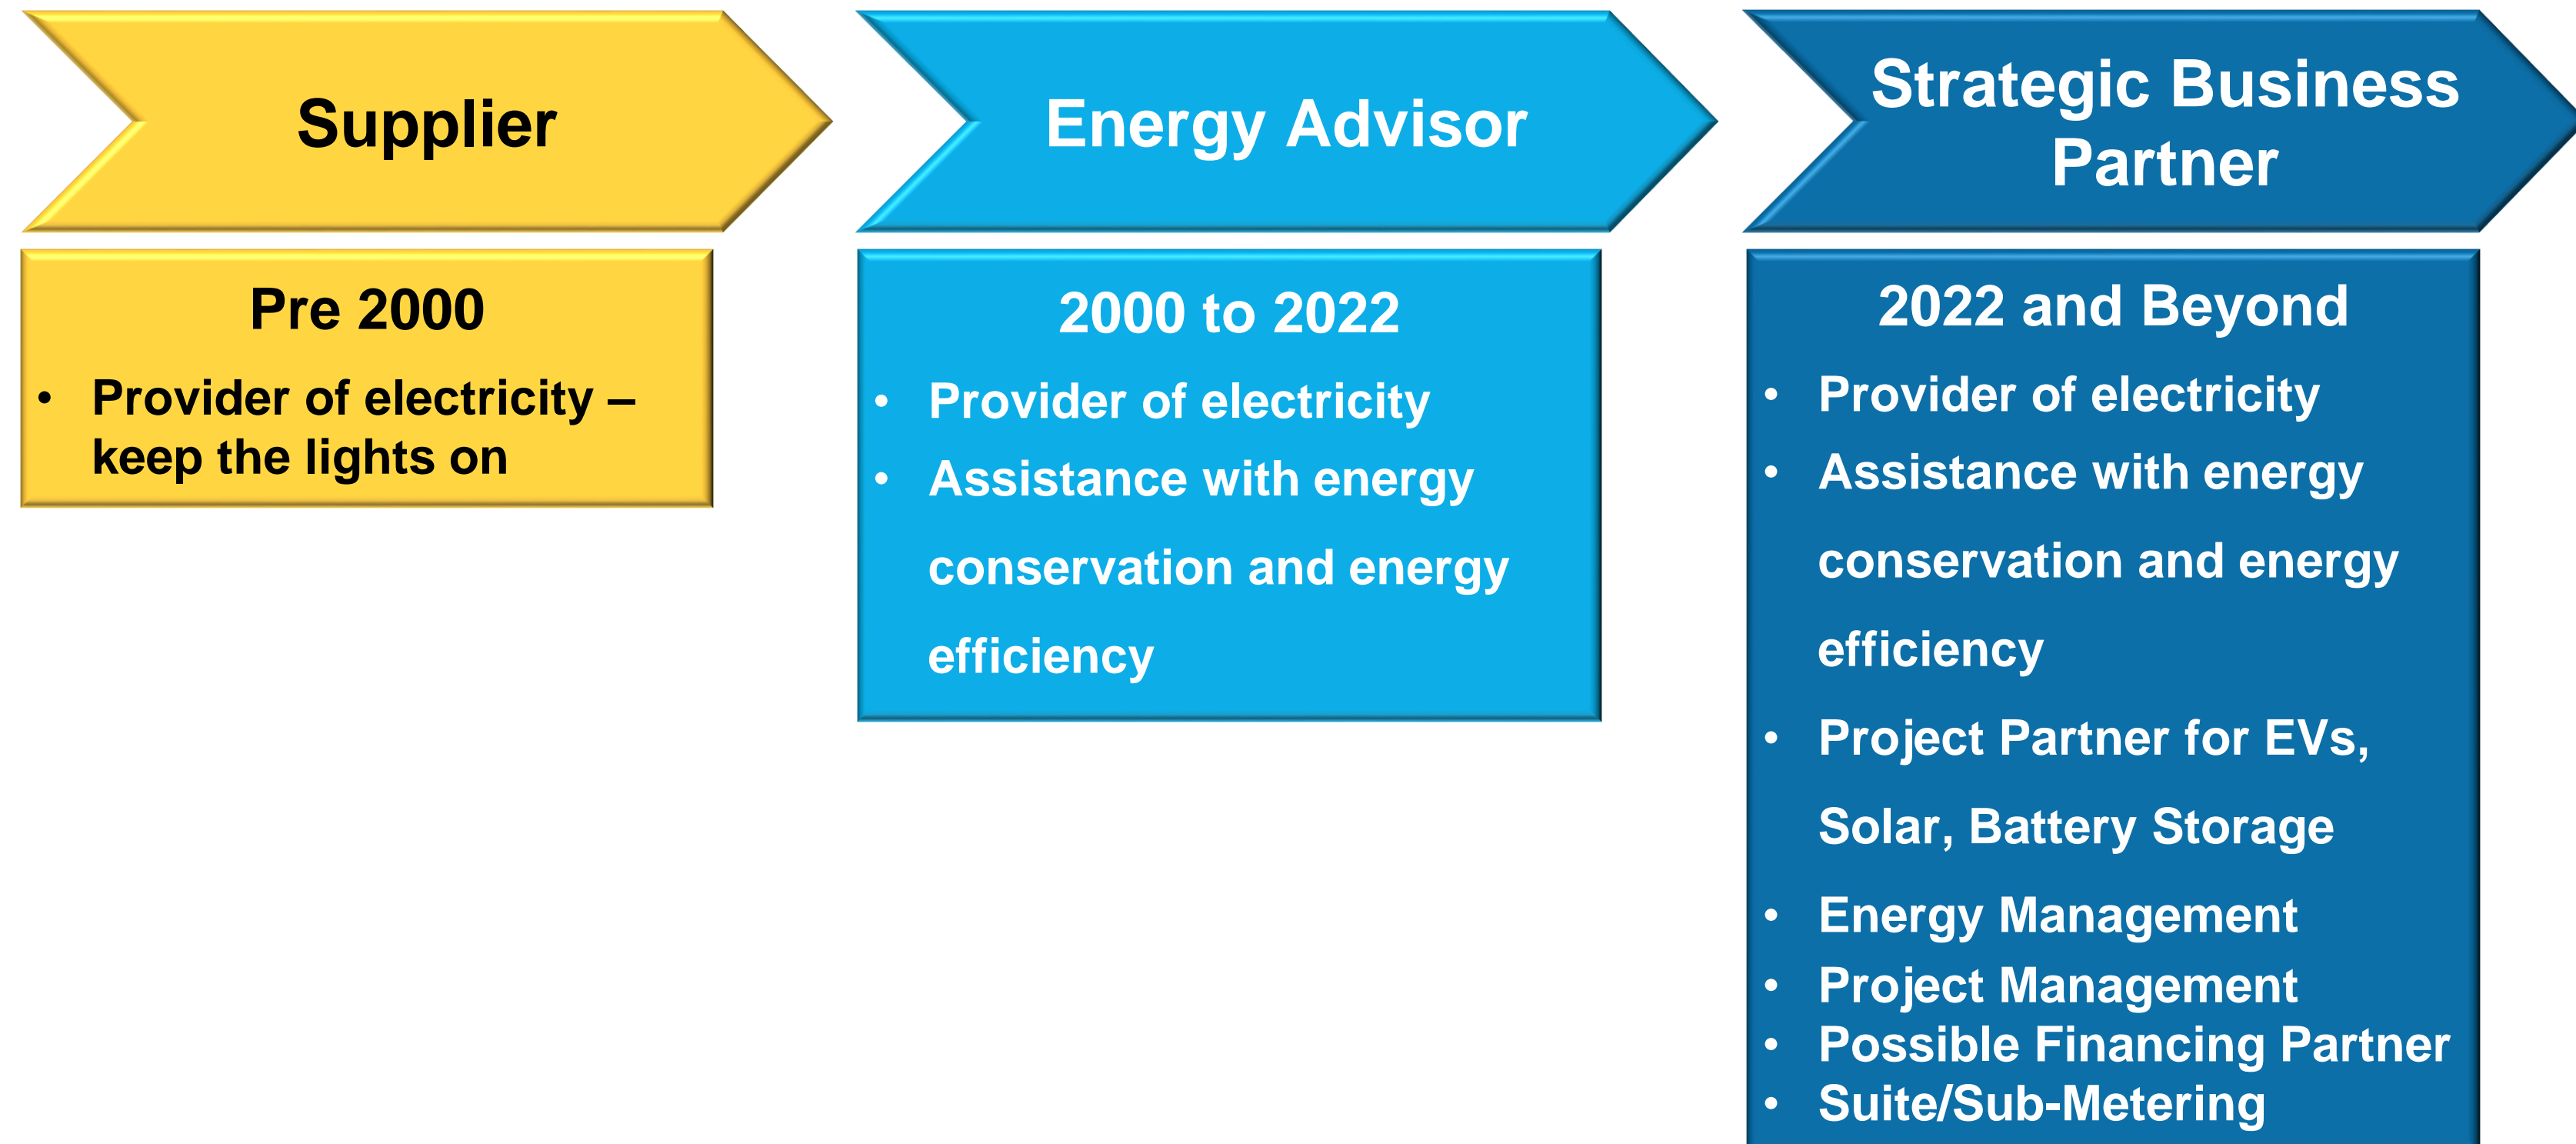 Supplier
Pre 2000
• Provider of electricity –
keep the lights on
Energy Advisor
2000 to 2022
• Provider of electricity
• Assistance with energy
conservation and energy
efficiency
Strategic Business
Partner
2022 and Beyond
• Provider of electricity
• Assistance with energy
conservation and energy
efficiency
• Project Partner for EVs,
Solar, Battery Storage
• Energy Management
• Project Management
• Possible Financing Partner
• Suite/Sub-Metering